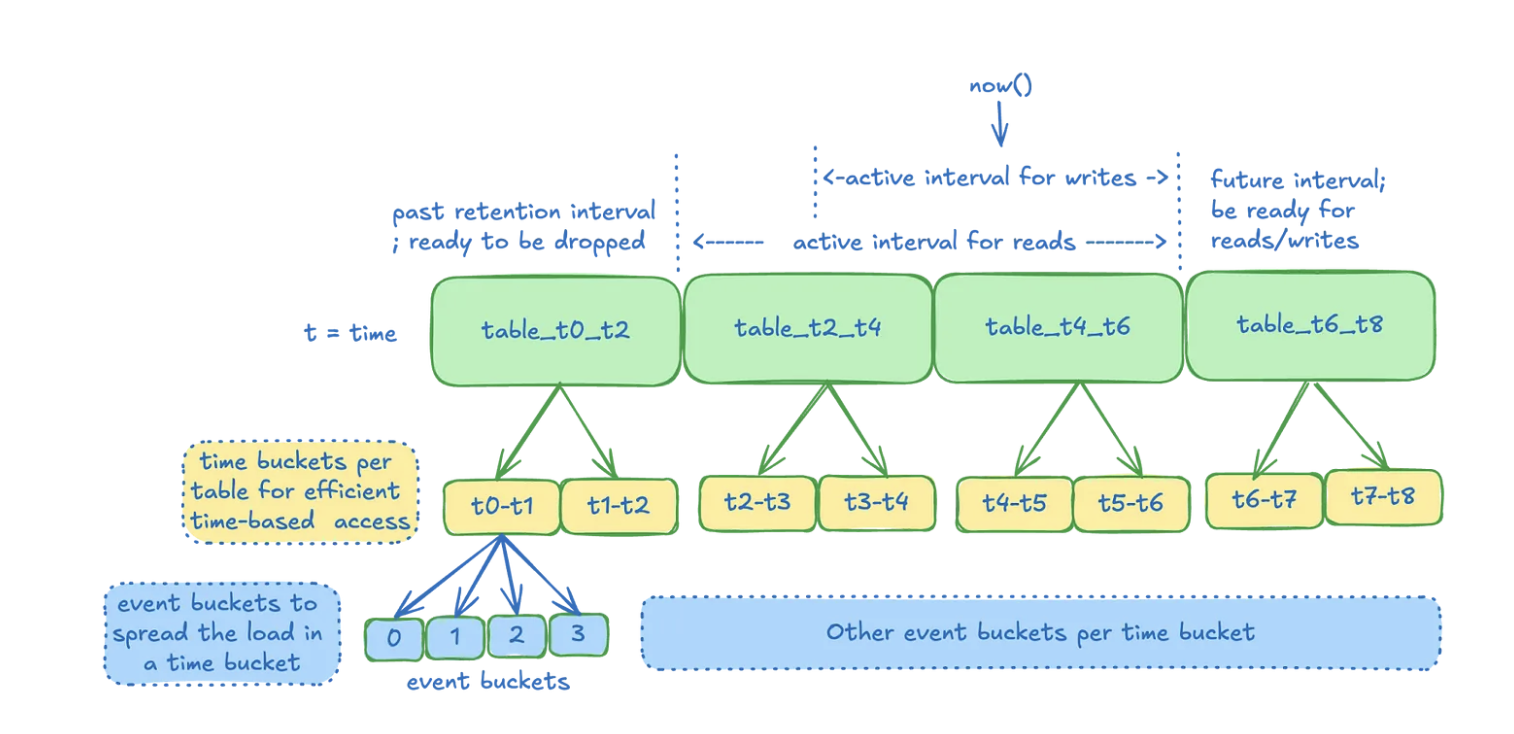 now()
<-active interval for writes ->
future interval;
be ready for
reads/writes
past retention interval
; ready to be dropped
<------ active interval for reads ------->
t = time
table_t0_t2
table_t2_t4
table_t4_t6
table_t6_t8
time buckets per
table for efficient
time-based access
t0-t1
t1-t2
t2-t3
t3-t4
t4-t5
t5-t6
t6-t7
t7-t8
event buckets to
spread the load in
a time bucket
0
1
2
3
event buckets
Other event buckets per time bucket